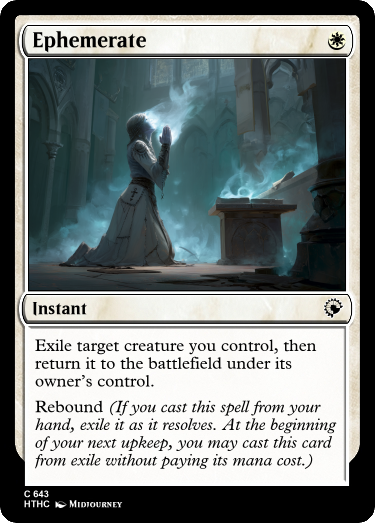 Ephemerate
Instant
Exile target creature you control, then
return it to the battlefield under its
owner's control.
Rebound (If you cast this spell from your
hand, exile it as it resolves. At the beginning
of your next upkeep, you may cast this card
from exile without paying its mana cost.)
C 643
HTHC Midjourney